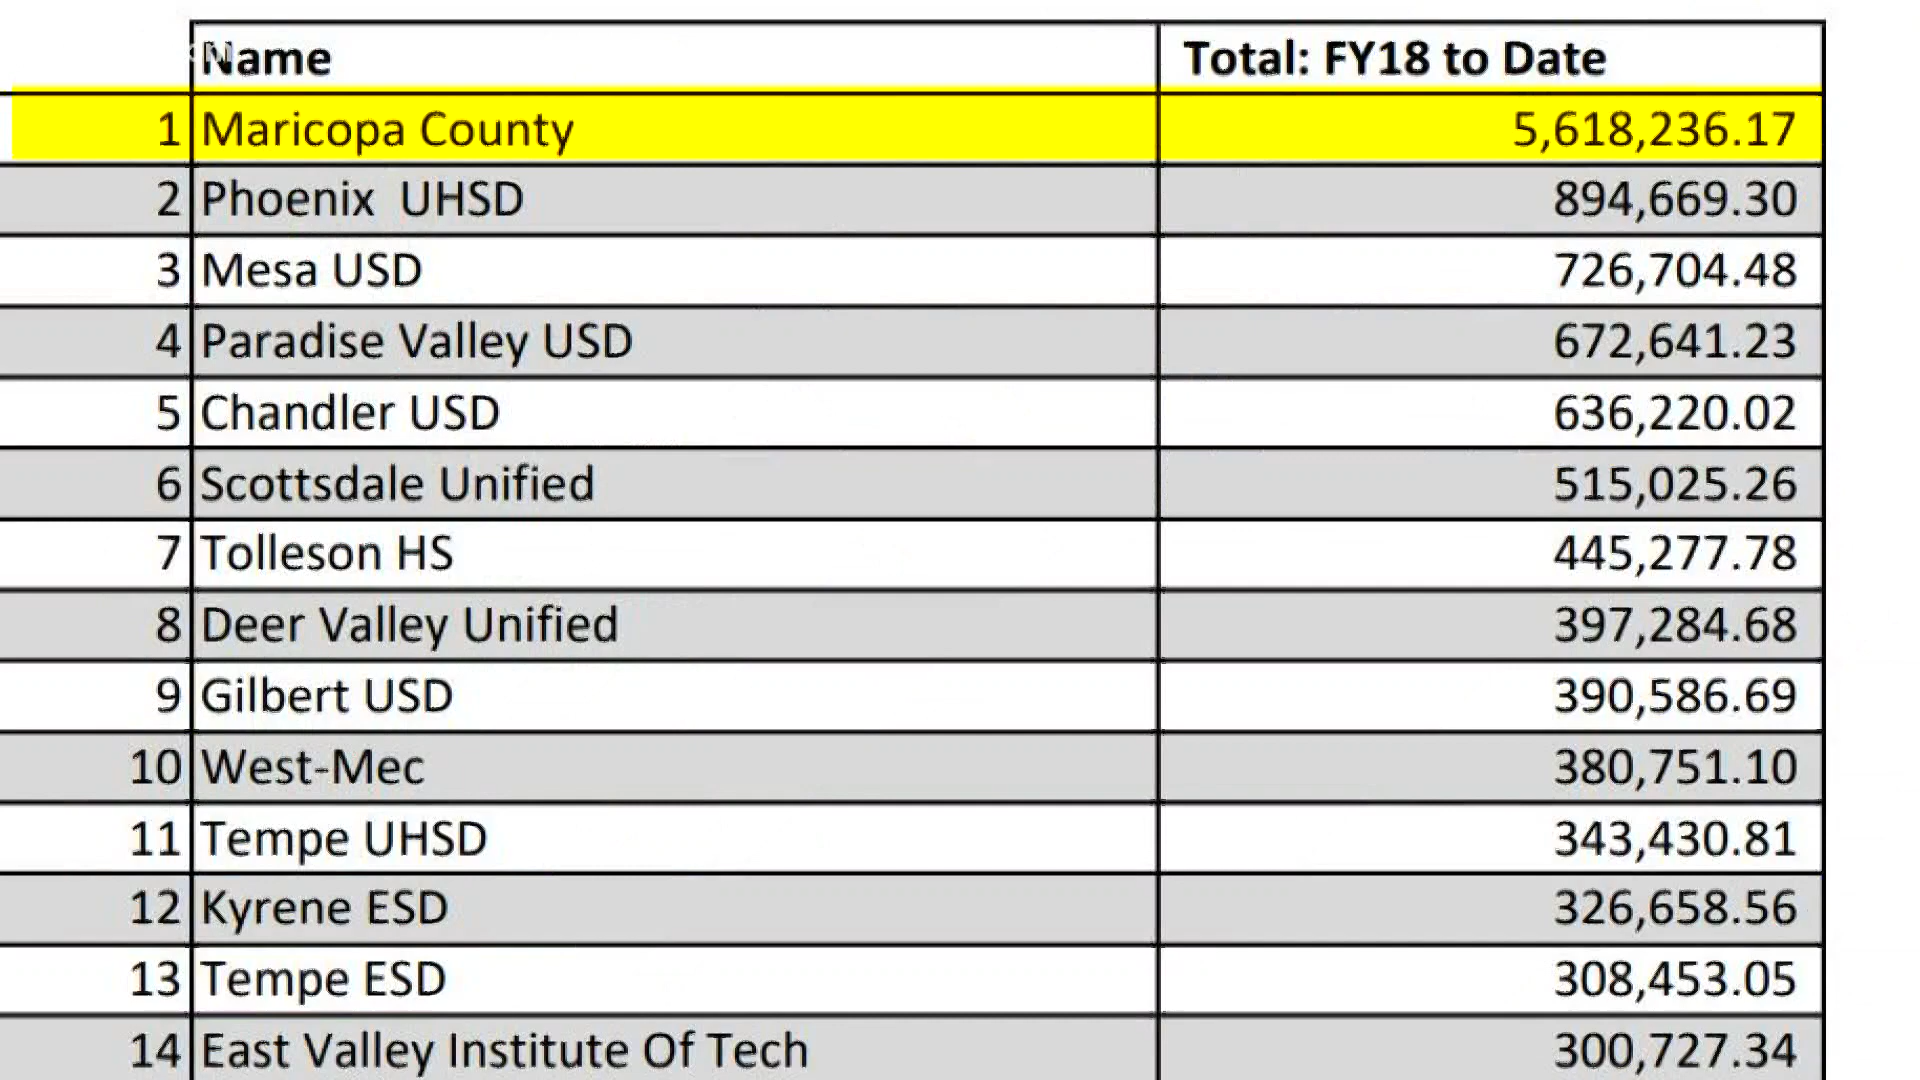 Name Total: FY18 to Date
1 Maricopa County 5,618,236.17
2 Phoenix UHSD 894,669.30
3 Mesa USD 726,704.48
4 Paradise Valley USD 672,641.23
5 Chandler USD 636,220.02
6 Scottsdale Unified 515,025.26
7 Tolleson HS 445,277.78
8 Deer Valley Unified 397,284.68
9 Gilbert USD 390,586.69
10 West-Mec 380,751.10
11 Tempe UHSD 343,430.81
12 Kyrene ESD 326,658.56
13 Tempe ESD 308,453.05
14 East Valley Institute Of Tech 300,727.34